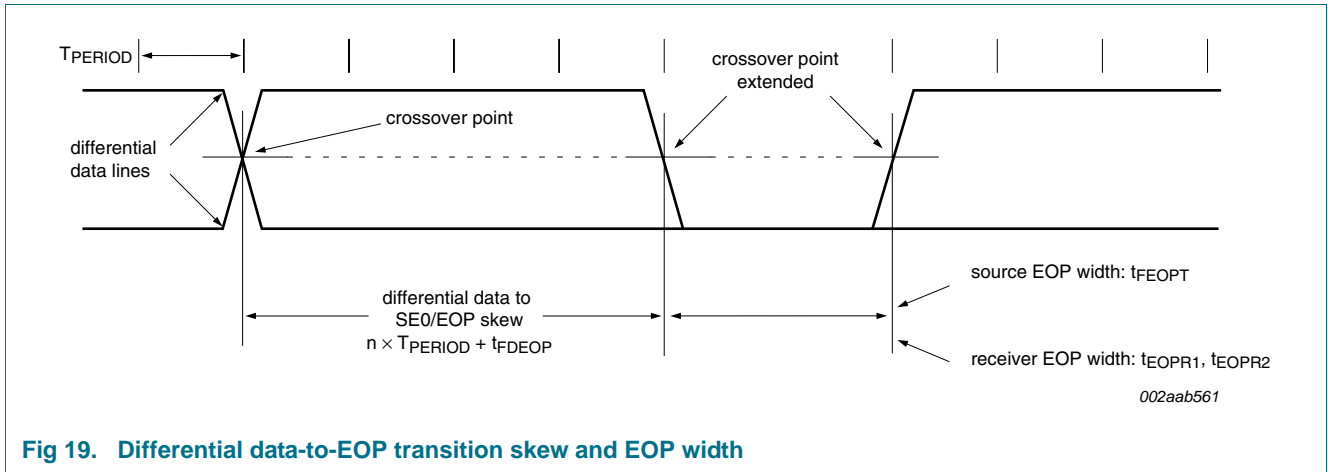 TPERIOD
crossover point
extended
crossover point
differential
data lines
source EOP width: tFEOPT
differential data to
SE0/EOP skew
n × TPERIOD + tFDEOP
receiver EOP width: tEOPR1, tEOPR2
002aab561
Fig 19. Differential data-to-EOP transition skew and EOP width